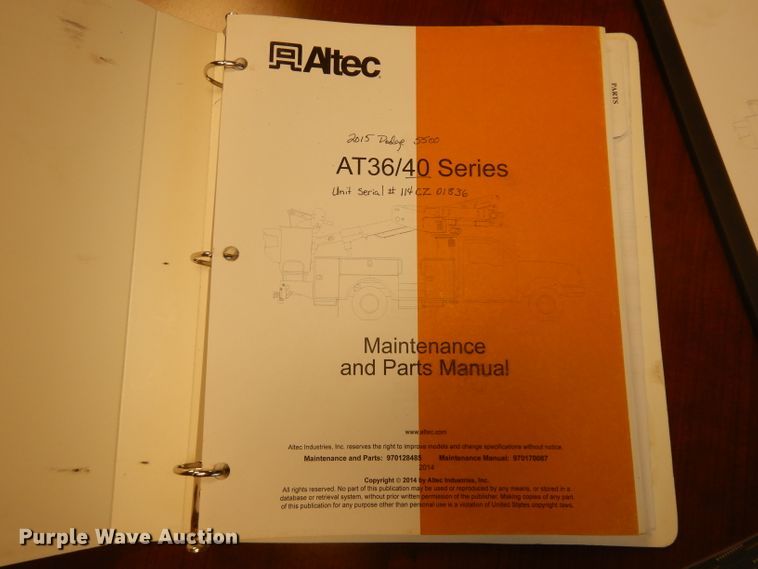 Altec
PARTS
2015 Dodge 5500
AT36/40 Series
Unit Serial # 114CZ 01836
Maintenance
and Parts Manual
www.altec.com
Altec Industries, Inc. reserves the right to improve models and change specifications without notice.
Maintenance and Parts: 970128485 Maintenance Manual: 970170087
2014
Copyright © 2014 by Altec Industries, Inc.
All rights reserved. No part of this publication may be used or reproduced by any means, or stored in a
database or retrieval system, without prior written permission of the publisher. Making copies of any part
of this publication for any purpose other than personal use is a violation of United States copyright laws.
Purple Wave Auction